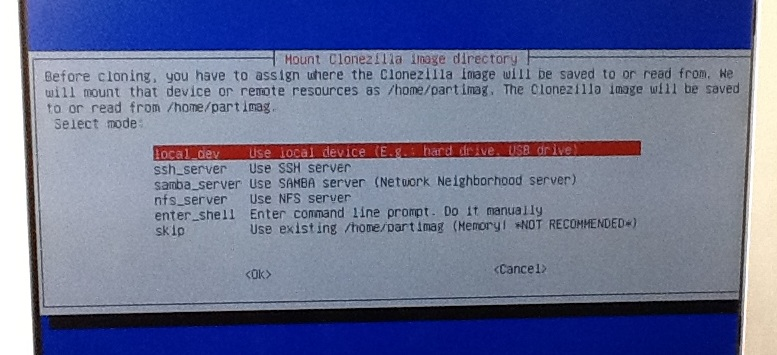 Mount Clonezilla image directory
Before cloning, you have to assign where the Clonezilla image will be saved to or read from. We
will mount that device or remote resources as /home/partimag. The Clonezilla image will be saved
to or read from /home/partimag.
Select mode:
local_dev Use local device (E.g.: hard drive, USB drive)
ssh_server Use SSH server
samba_server Use SAMBA server (Network Neighborhood server)
nfs_server Use NFS server
enter_shell Enter command line prompt. Do it manually
skip Use existing /home/partimag (Memory! *NOT RECOMMENDED*)
<Ok> <Cancel>